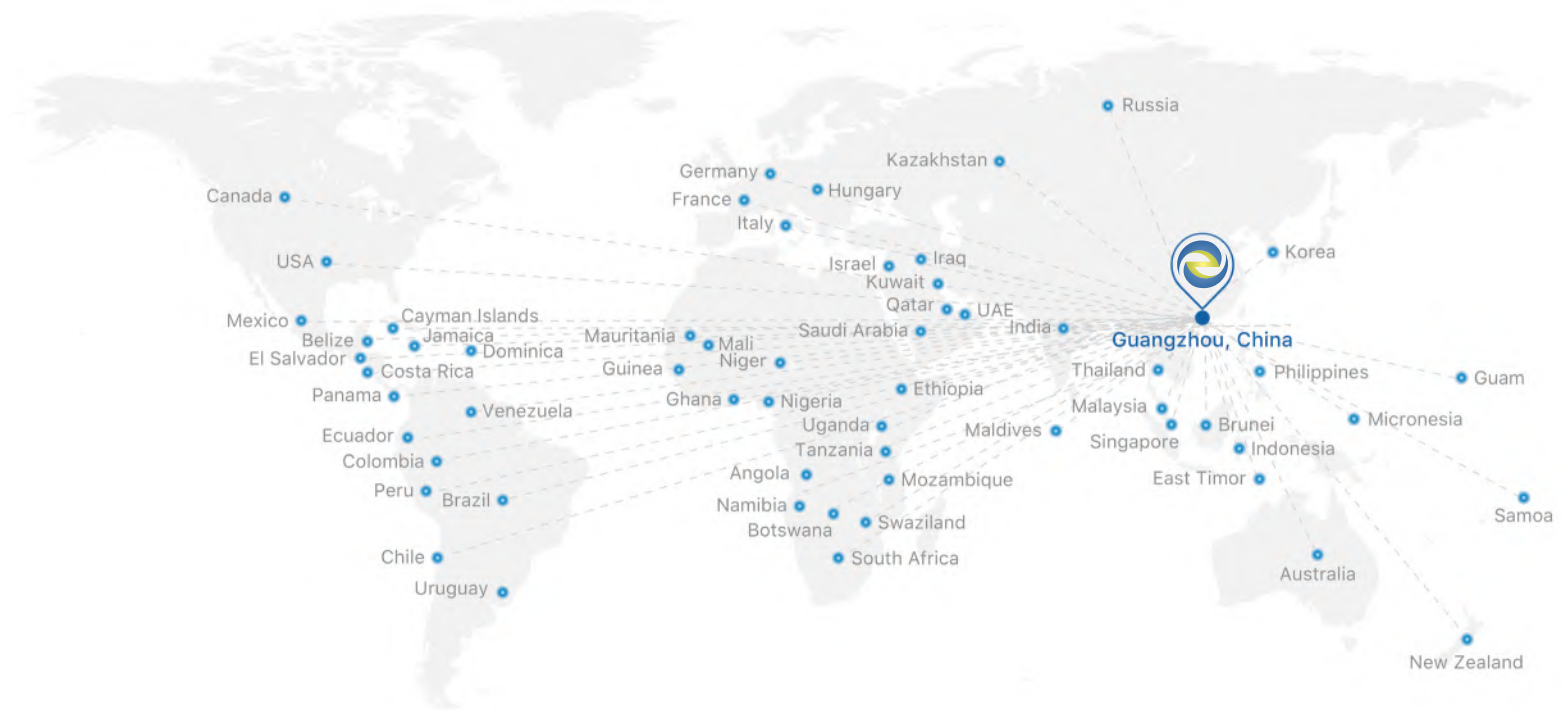 Russia
Kazakhstan
Germany
Hungary
Canada
France
Italy
Korea
Iraq
USA
Israel
Kuwait
Qatar
UAE
Cayman Islands
Mexico
India
Saudi Arabia
Mauritania
Jamaica
Belize
Guangzhou, China
Mali
Dominica
El Salvador
Niger
Guinea
Costa Rica
Thailand
Philippines
Guam
Ethiopia
Panama
Ghana
Nigeria
Malaysia
Venezuela
Micronesia
Uganda
Brunei
Maldives
Ecuador
Singapore
Indonesia
Tanzania
Colombia
Angola
East Timor
Mozambique
Peru
Brazil
Namibia
Samoa
Swaziland
Botswana
Chile
South Africa
Australia
Uruguay
New Zealand